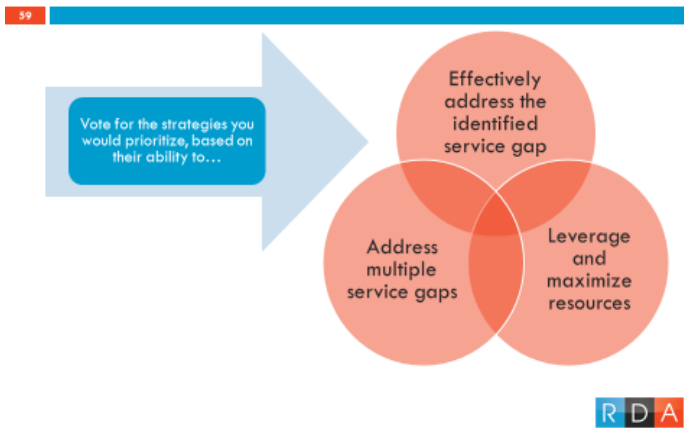 59
Vote for the strategies you
would prioritize, based on
their ability to...
Effectively
address the
identified
service gap
Address
multiple
service gaps
Leverage
and
maximize
resources
RDA